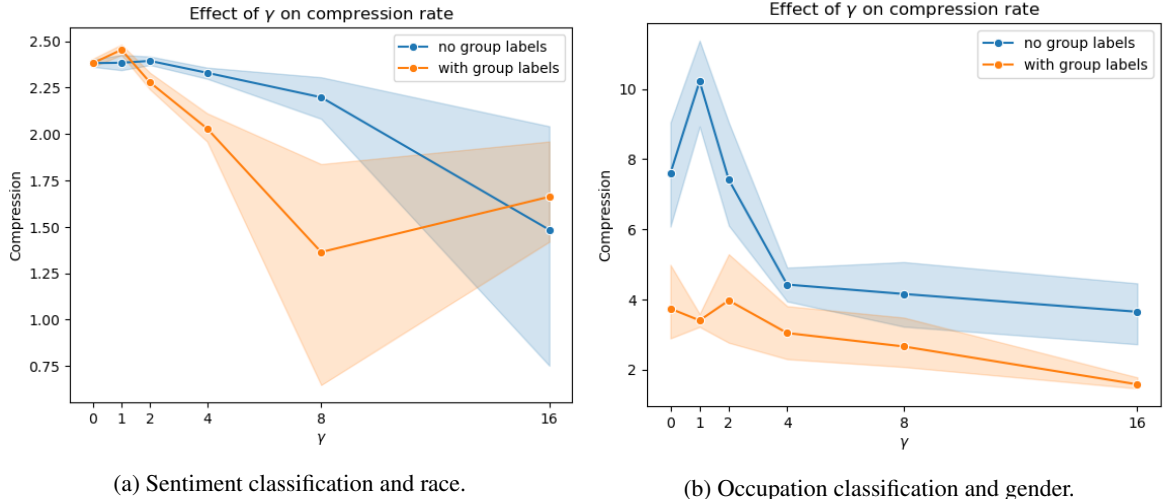 Effect of γ on compression rate
no group labels
with group labels
Compression
2.50
2.25
2.00
1.75
1.50
1.25
1.00
0.75
0 1 2 4 8 16
γ
(a) Sentiment classification and race.
Effect of γ on compression rate
no group labels
with group labels
Compression
10
8
6
4
2
0 1 2 4 8 16
γ
(b) Occupation classification and gender.